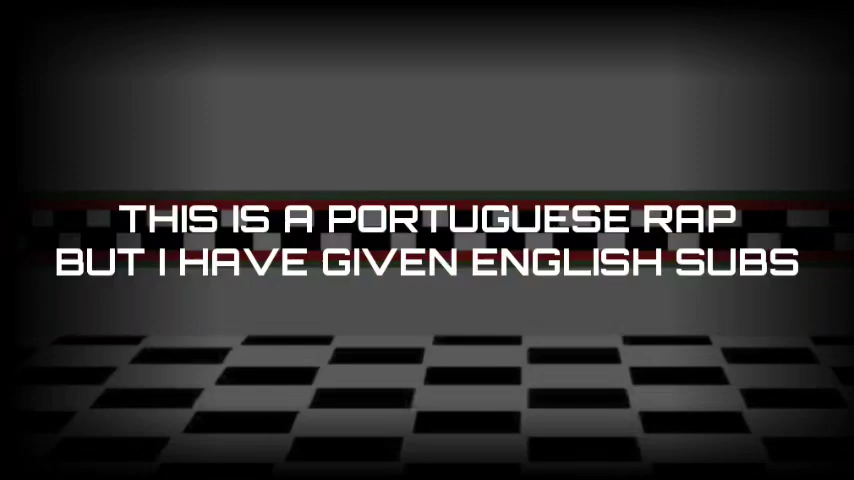 THIS IS A PORTUGUESE RAP
BUT I HAVE GIVEN ENGLISH SUBS